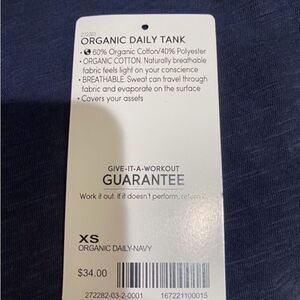 272282
ORGANIC DAILY TANK
• 60% Organic Cotton/40% Polyester
• ORGANIC COTTON. Naturally breathable
fabric feels light on your conscience
• BREATHABLE. Sweat can travel through
fabric and evaporate on the surface
• Covers your assets
GIVE-IT-A-WORKOUT
GUARANTEE
Work it out. If it doesn't perform, return it.
XS
ORGANIC DAILY-NAVY
$34.00
272282-03-2-0001
167221100015